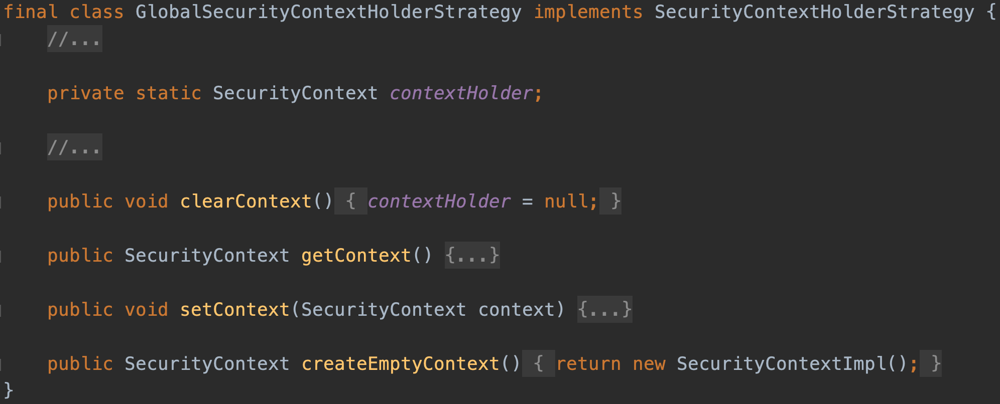 final class GlobalSecurityContextHolderStrategy implements SecurityContextHolderStrategy {
//...
private static SecurityContext contextHolder;
//...
public void clearContext() { contextHolder = null; }
public SecurityContext getContext() {...}
public void setContext(SecurityContext context) {...}
public SecurityContext createEmptyContext() { return new SecurityContextImpl(); }
}